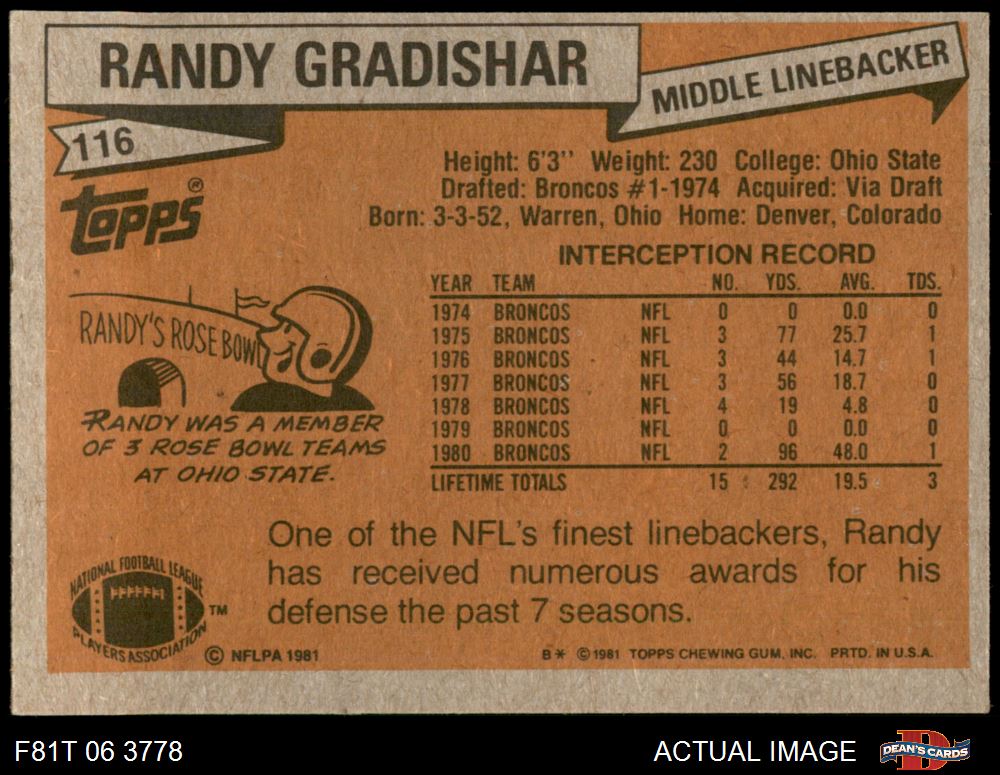 RANDY GRADISHAR
MIDDLE LINEBACKER
116
TOPPS®
Height: 6'3" Weight: 230 College: Ohio State
Drafted: Broncos #1-1974 Acquired: Via Draft
Born: 3-3-52, Warren, Ohio Home: Denver, Colorado
INTERCEPTION RECORD
YEAR TEAM NO. YDS. AVG. TDS.
1974 BRONCOS NFL 0 0 0.0 0
1975 BRONCOS NFL 3 77 25.7 1
1976 BRONCOS NFL 3 44 14.7 1
1977 BRONCOS NFL 3 56 18.7 0
1978 BRONCOS NFL 4 19 4.8 0
1979 BRONCOS NFL 0 0 0.0 0
1980 BRONCOS NFL 2 96 48.0 1
LIFETIME TOTALS 15 292 19.5 3
RANDY'S ROSE BOWL
RANDY WAS A MEMBER
OF 3 ROSE BOWL TEAMS
AT OHIO STATE.
One of the NFL's finest linebackers, Randy
has received numerous awards for his
defense the past 7 seasons.
NATIONAL FOOTBALL LEAGUE
PLAYERS ASSOCIATION
TM
© NFLPA 1981
B* ©1981 TOPPS CHEWING GUM, INC. PRTD. IN U.S.A.
F81T 06 3778
ACTUAL IMAGE
D
DEAN'S CARDS